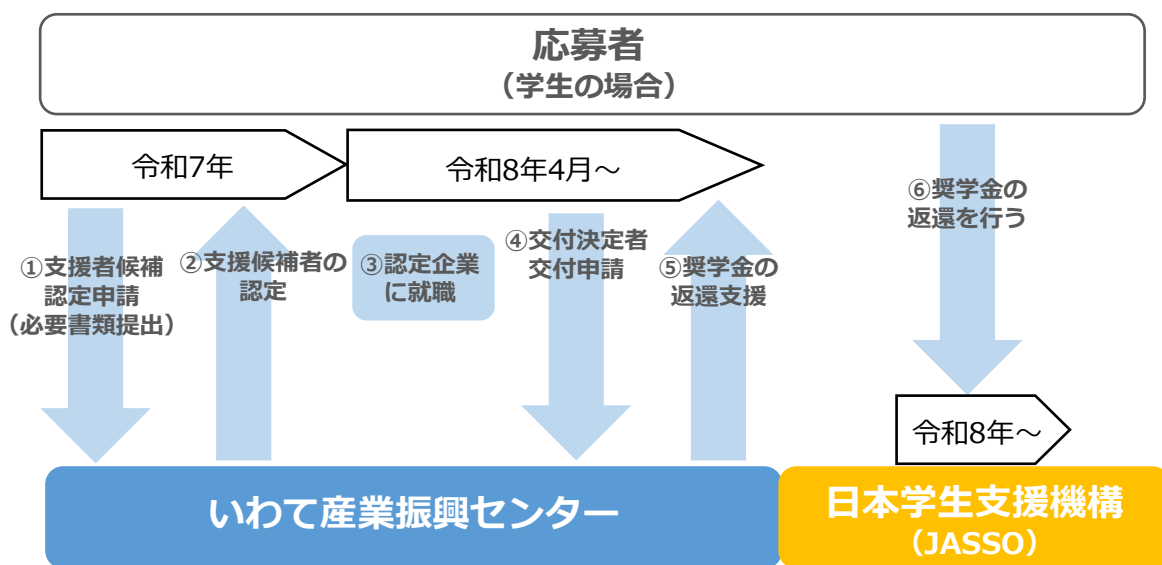 応募者
（学生の場合）
令和7年
令和8年4月～
①支援者候補
認定申請
（必要書類提出）
②支援候補者の
認定
③認定企業
に就職
④交付決定者
交付申請
⑤奨学金の
返還支援
⑥奨学金の
返還を行う
令和8年～
いわて産業振興センター
日本学生支援機構
（JASSO）